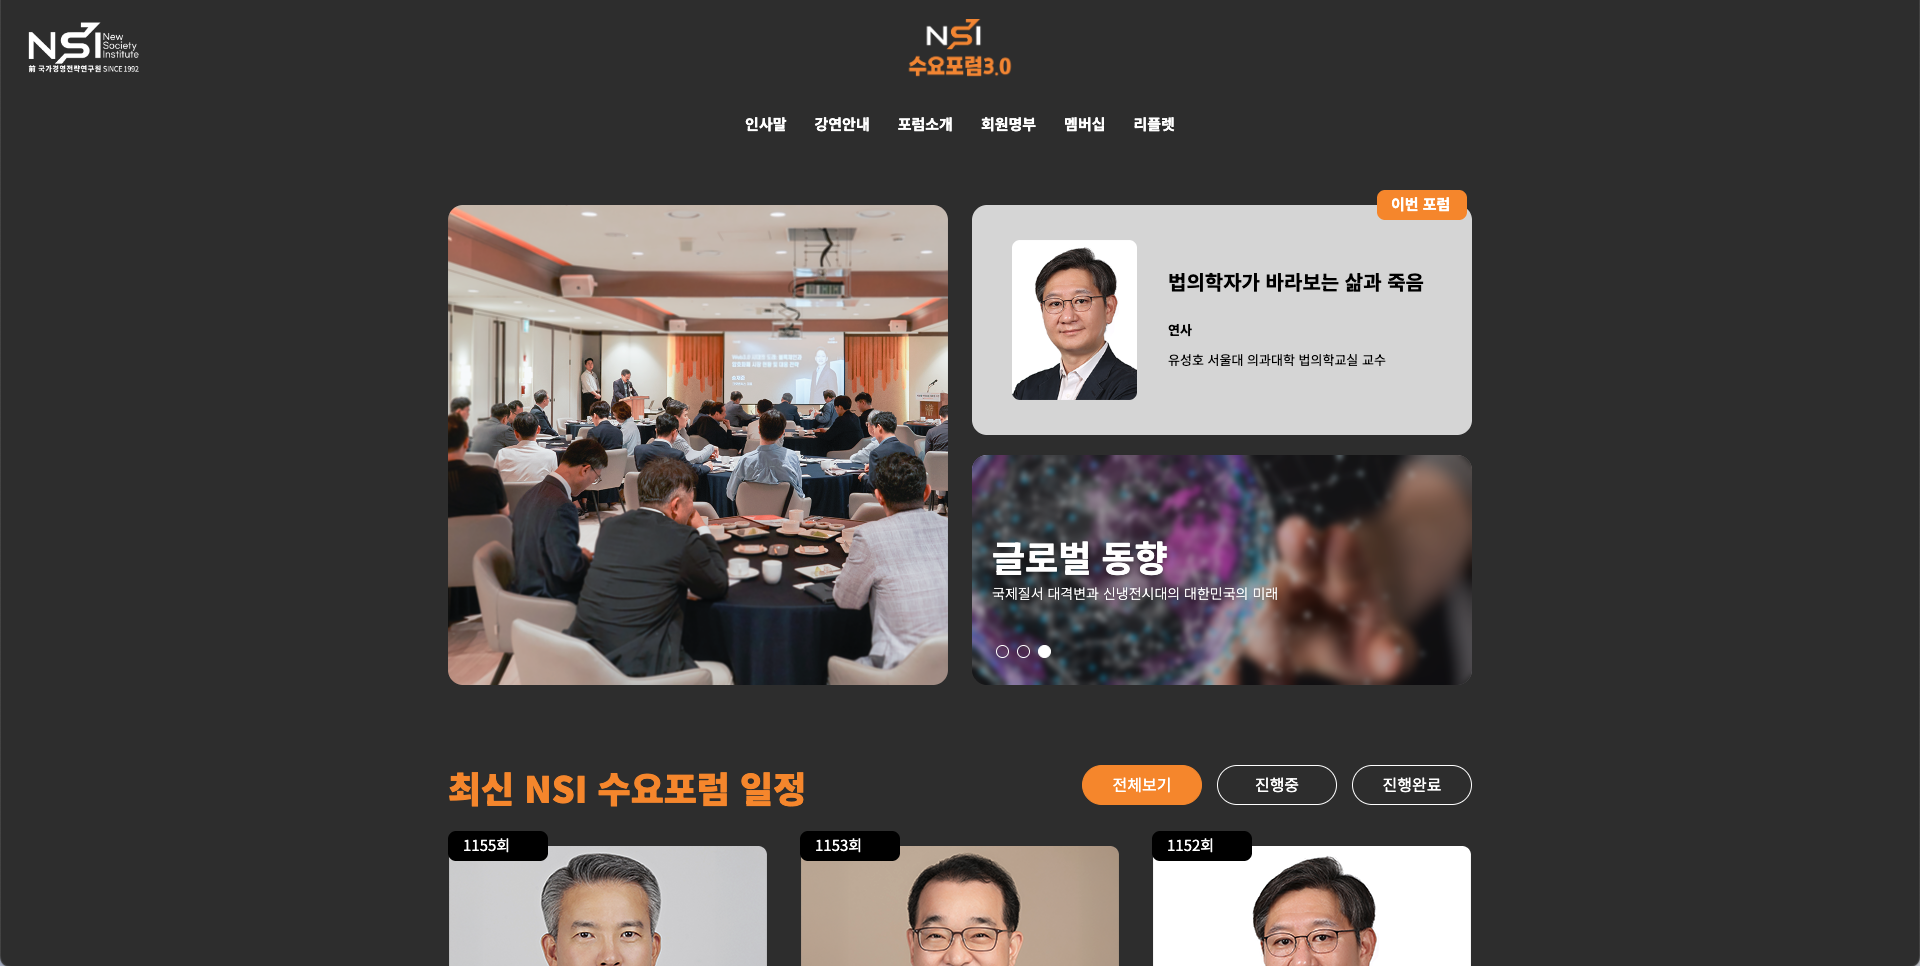 NSI New Society Institute
前 국가경영전략연구원 SINCE 1992
NSI
수요포럼3.0
인사말 강연안내 포럼소개 회원명부 멤버십 리플렛
이번 포럼
법의학자가 바라보는 삶과 죽음
연사
유성호 서울대 의과대학 법의학교실 교수
글로벌 동향
국제질서 대격변과 신냉전시대의 대한민국의 미래
최신 NSI 수요포럼 일정
전체보기 진행중 진행완료
1155회 1153회 1152회